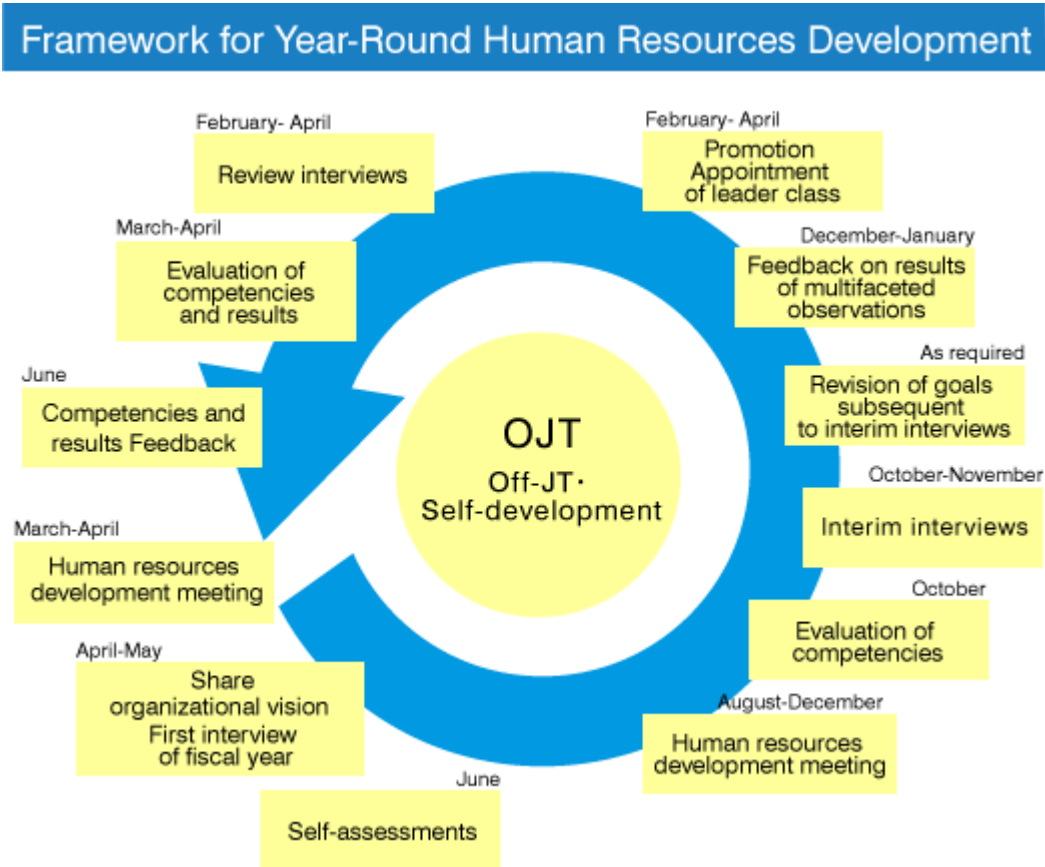 Framework for Year-Round Human Resources Development
February- April
Review interviews
March-April
Evaluation of
competencies
and results
June
Competencies and
results Feedback
March-April
Human resources
development meeting
April-May
Share
organizational vision
First interview
of fiscal year
June
Self-assessments
August-December
Human resources
development meeting
October
Evaluation of
competencies
October-November
Interim interviews
As required
Revision of goals
subsequent
to interim interviews
December-January
Feedback on results
of multifaceted
observations
February- April
Promotion
Appointment
of leader class
OJT
Off-JT・
Self-development